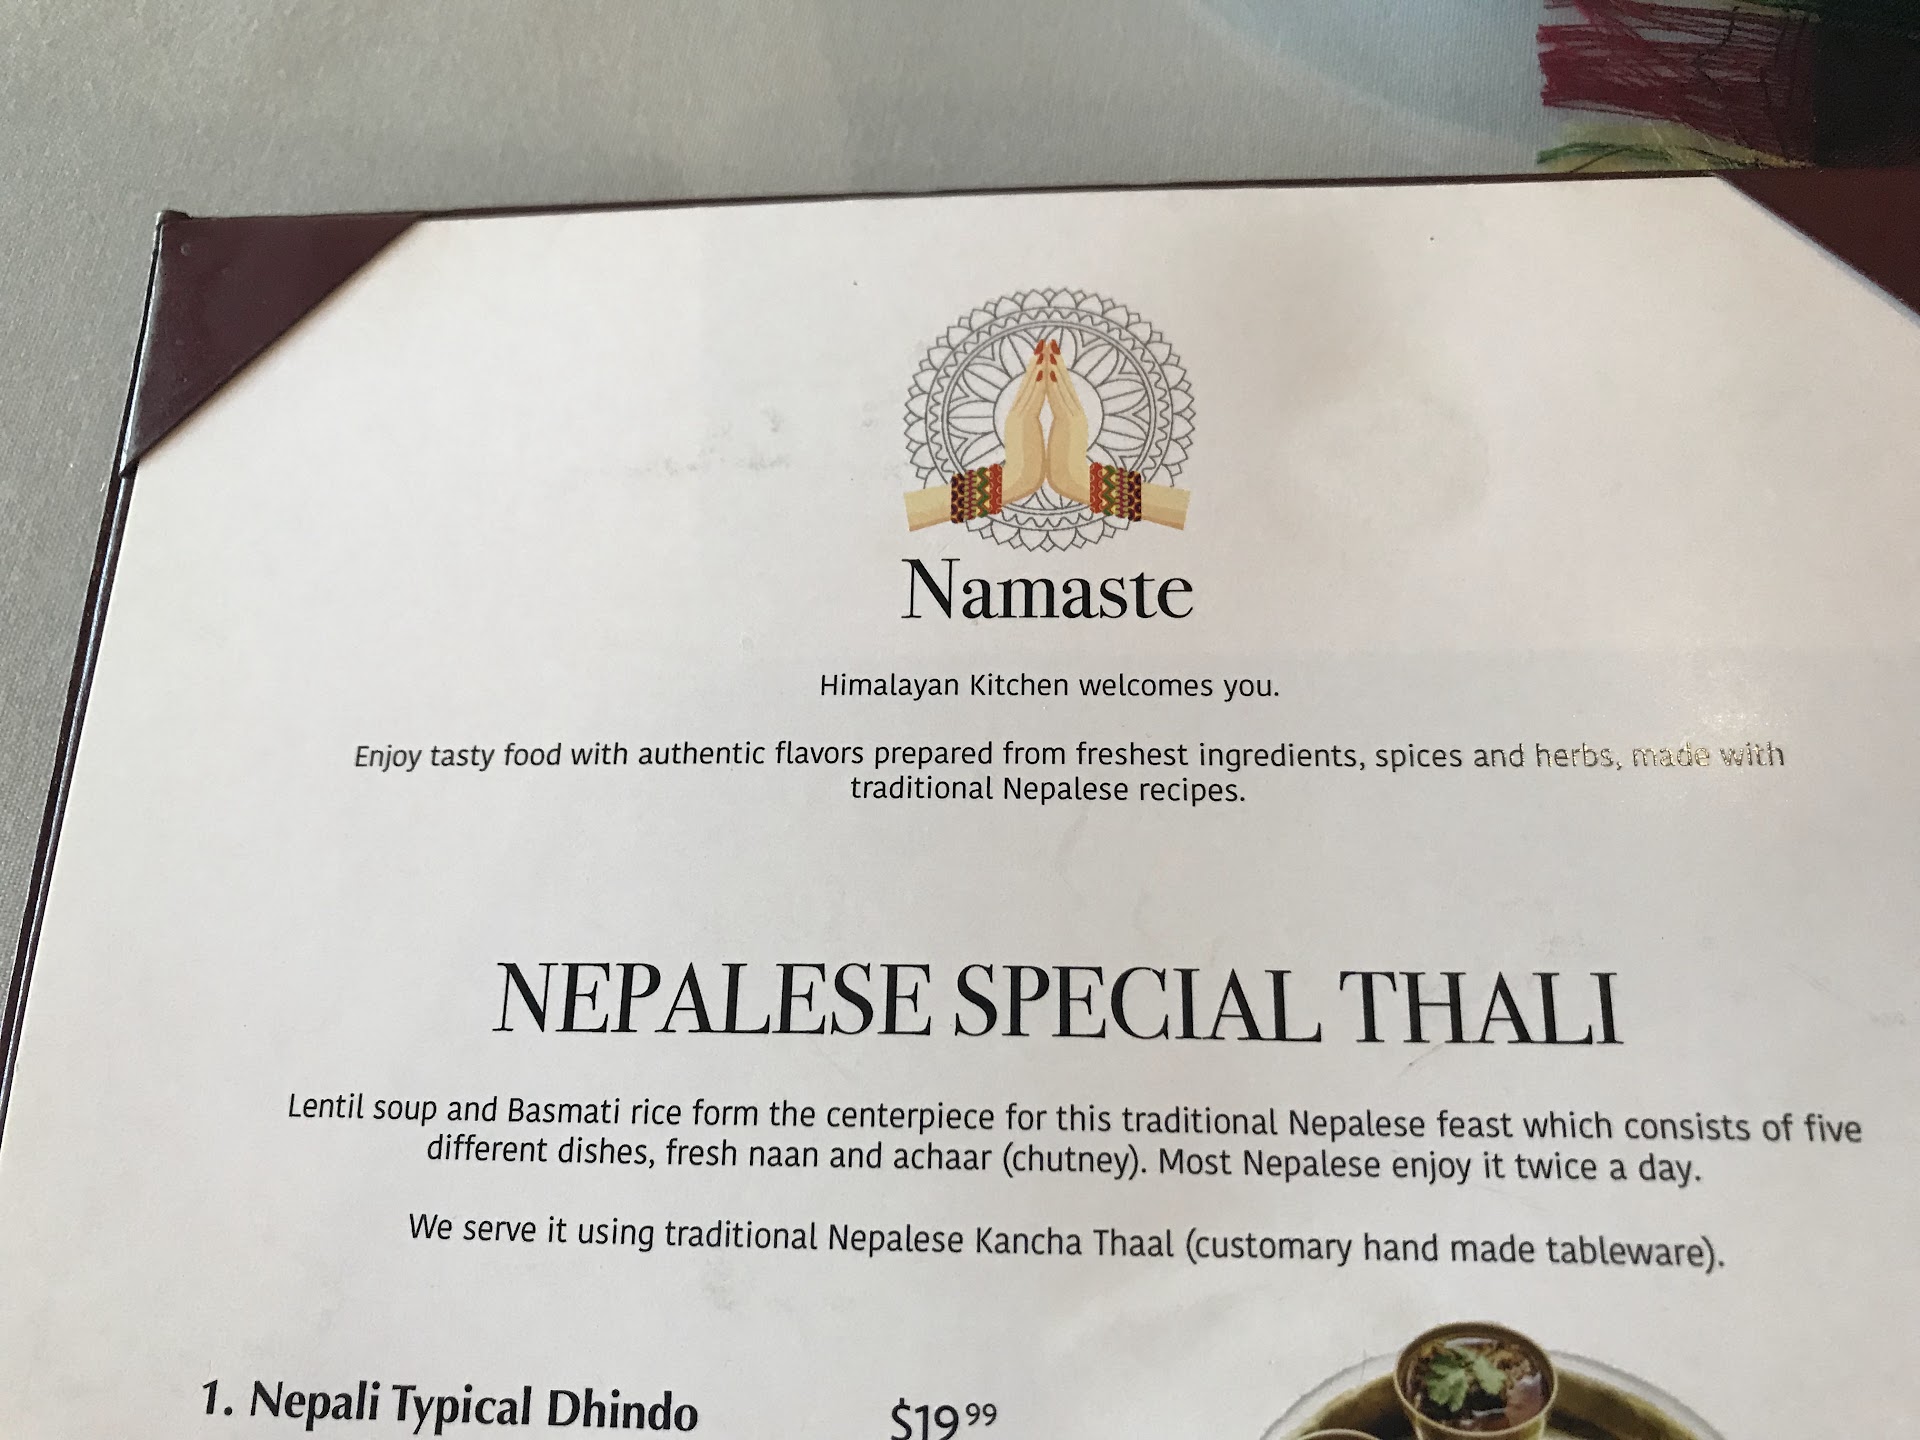 Namaste
Himalayan Kitchen welcomes you.
Enjoy tasty food with authentic flavors prepared from freshest ingredients, spices and herbs, made with
traditional Nepalese recipes.
NEPALESE SPECIAL THALI
Lentil soup and Basmati rice form the centerpiece for this traditional Nepalese feast which consists of five
different dishes, fresh naan and achaar (chutney). Most Nepalese enjoy it twice a day.
We serve it using traditional Nepalese Kancha Thaal (customary hand made tableware).
1. Nepali Typical Dhindo $19⁹⁹